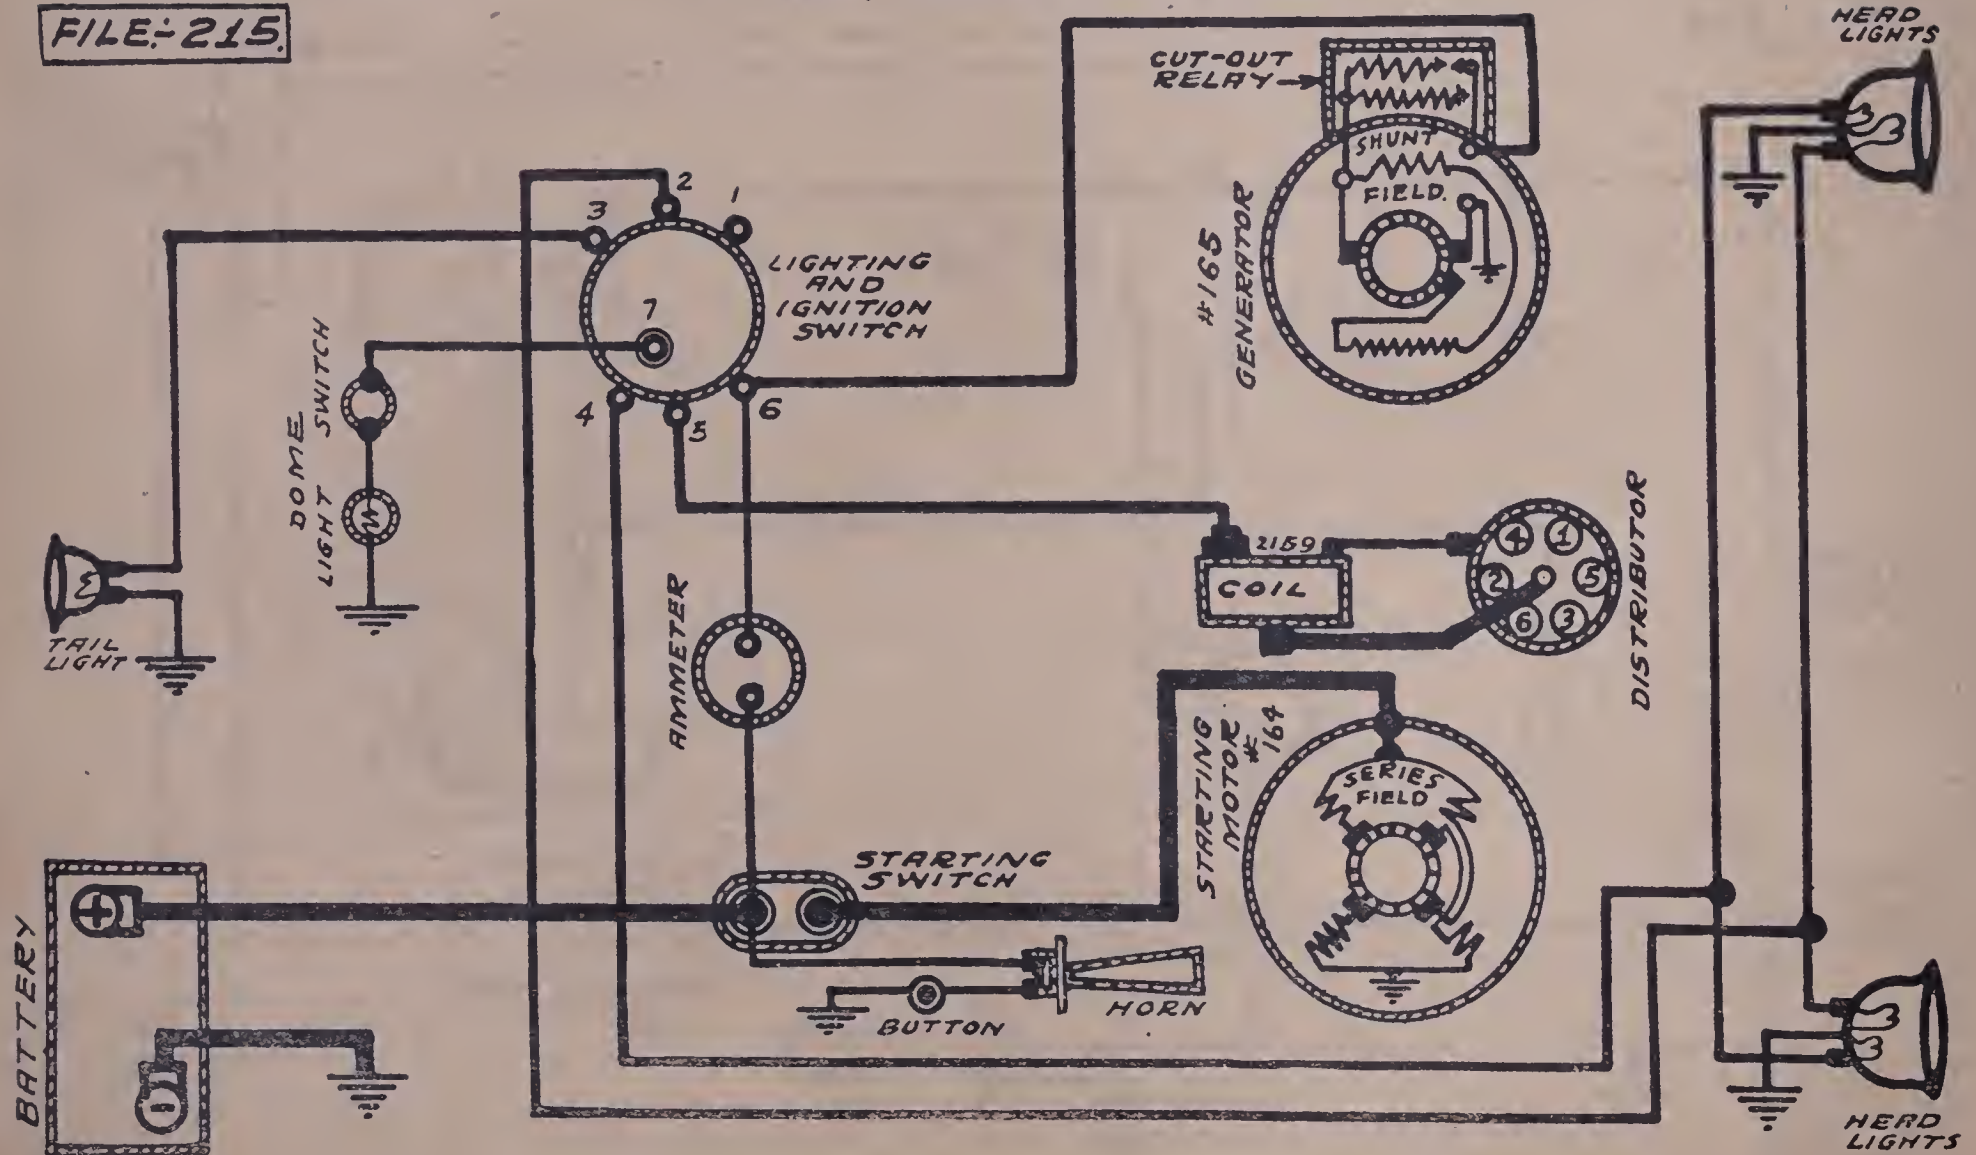 FILE:-215.
HEAD
LIGHTS
CUT-OUT
RELAY
SHUNT
FIELD.
#165
GENERATOR
2
1
3
LIGHTING
AND
IGNITION
SWITCH
7
4
5
6
DOME
LIGHT SWITCH
TAIL
LIGHT
AMMETER
2159
COIL
4 1
2 5
6 3
DISTRIBUTOR
STARTING
MOTOR
# 164
SERIES
FIELD
STARTING
SWITCH
BATTERY
+
-
HORN
BUTTON
HEAD
LIGHTS